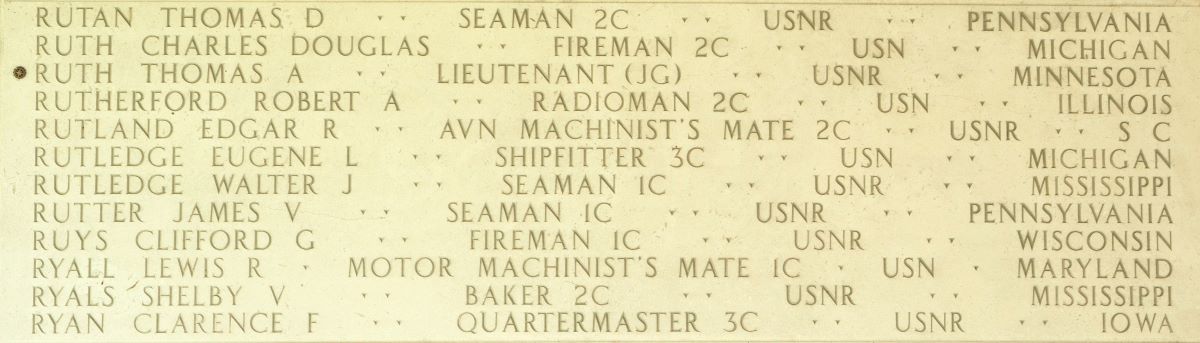 RUTAN THOMAS D · · SEAMAN 2C · · USNR · · PENNSYLVANIA
RUTH CHARLES DOUGLAS · · FIREMAN 2C · · USN · · MICHIGAN
RUTH THOMAS A · · LIEUTENANT (JG) · · USNR · · MINNESOTA
RUTHERFORD ROBERT A · · RADIOMAN 2C · · USN · · ILLINOIS
RUTLAND EDGAR R · · AVN MACHINIST'S MATE 2C · · USNR · · S C
RUTLEDGE EUGENE L · · SHIPFITTER 3C · · USN · · MICHIGAN
RUTLEDGE WALTER J · · SEAMAN 1C · · USNR · · MISSISSIPPI
RUTTER JAMES V · · SEAMAN 1C · · USNR · · PENNSYLVANIA
RUYS CLIFFORD G · · FIREMAN 1C · · USNR · · WISCONSIN
RYALL LEWIS R · MOTOR MACHINIST'S MATE 1C · USN · MARYLAND
RYALS SHELBY V · · BAKER 2C · · USNR · · MISSISSIPPI
RYAN CLARENCE F · · QUARTERMASTER 3C · · USNR · · IOWA